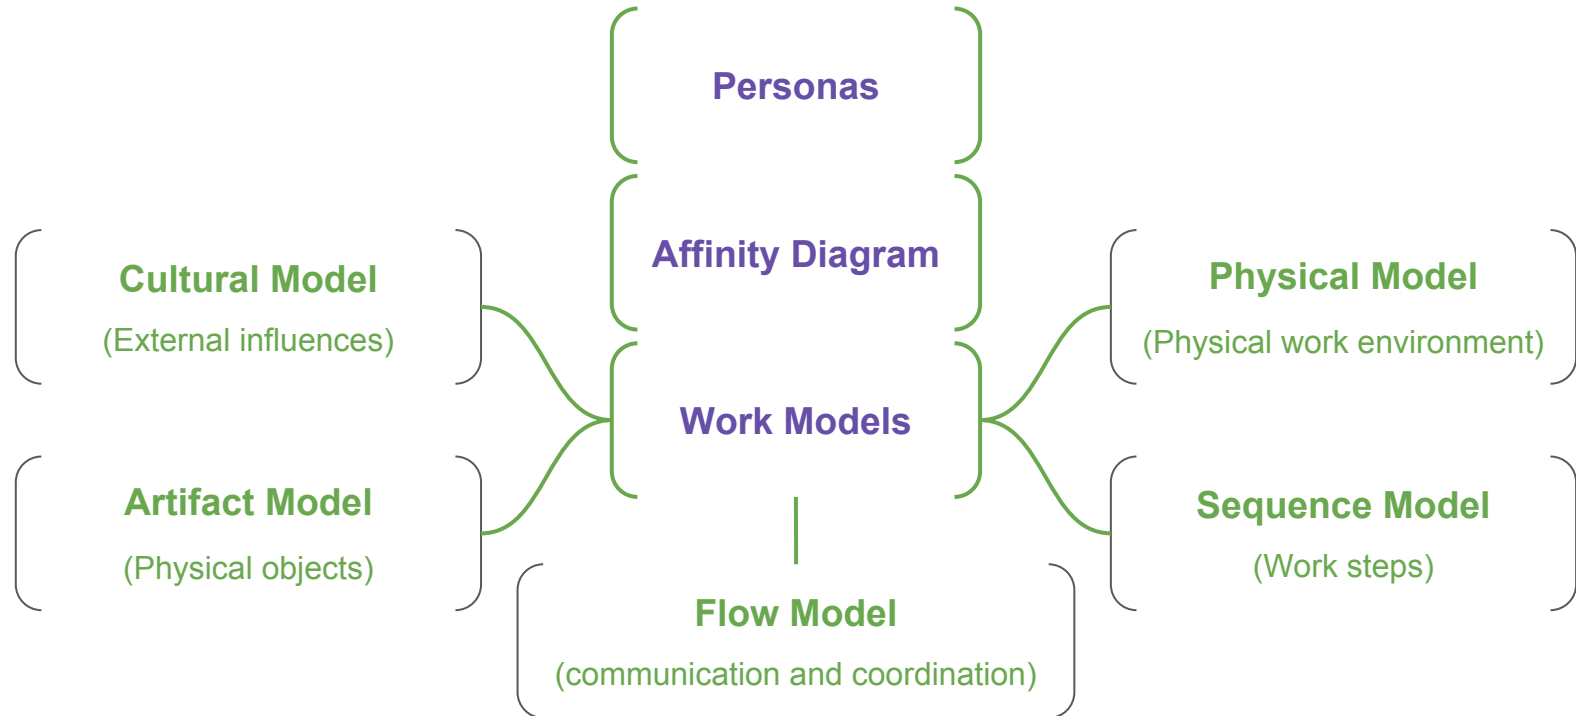 Personas
Affinity Diagram
Cultural Model
(External influences)
Physical Model
(Physical work environment)
Work Models
Artifact Model
(Physical objects)
Sequence Model
(Work steps)
Flow Model
(communication and coordination)